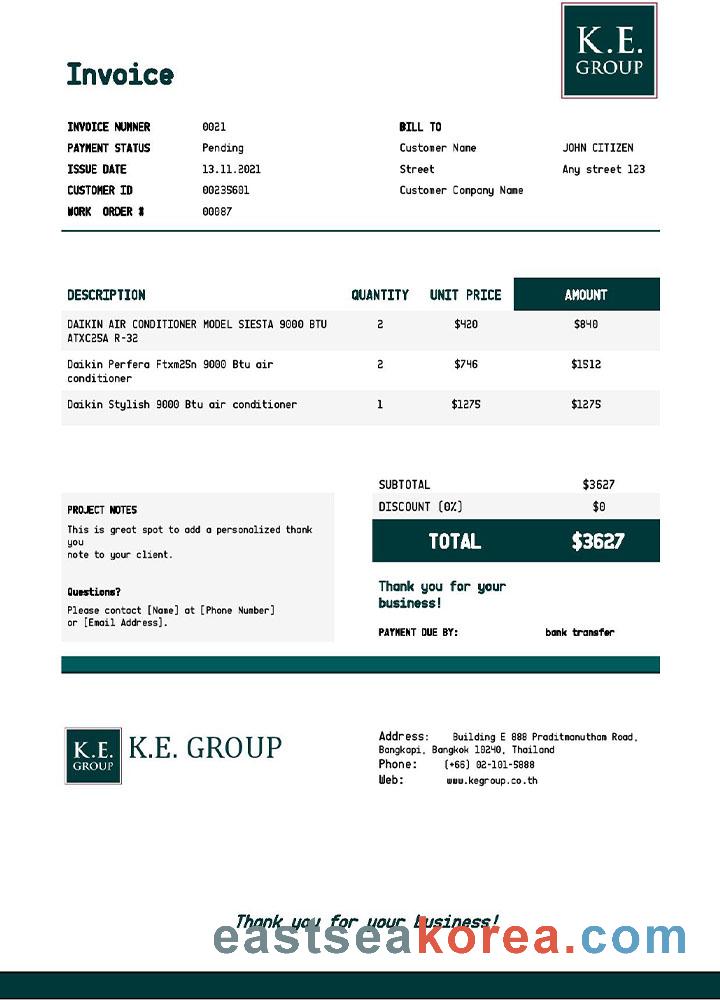 K.E.
GROUP
Invoice
INVOICE NUMNER 0021
PAYMENT STATUS Pending
ISSUE DATE 13.11.2021
CUSTOMER ID 00235601
WORK ORDER # 00087
BILL TO
Customer Name JOHN CITIZEN
Street Any street 123
Customer Company Name
DESCRIPTION QUANTITY UNIT PRICE AMOUNT
DAIKIN AIR CONDITIONER MODEL SIESTA 9000 BTU 2 $420 $840
ATXC25A R-32
Daikin Perfera Ftxm25n 9000 Btu air 2 $746 $1512
conditioner
Daikin Stylish 9000 Btu air conditioner 1 $1275 $1275
SUBTOTAL $3627
DISCOUNT (0%) $0
TOTAL $3627
PROJECT NOTES
This is great spot to add a personalized thank
you
note to your client.
Questions?
Please contact [Name] at [Phone Number]
or [Email Address].
Thank you for your
business!
PAYMENT DUE BY: bank transfer
K.E.
GROUP
K.E. GROUP
Address: Building E 888 Praditmanutham Road,
Bangkapi, Bangkok 10240, Thailand
Phone: (+66) 02-101-5888
Web: www.kegroup.co.th
Thank you for your business!
eastseakorea.com